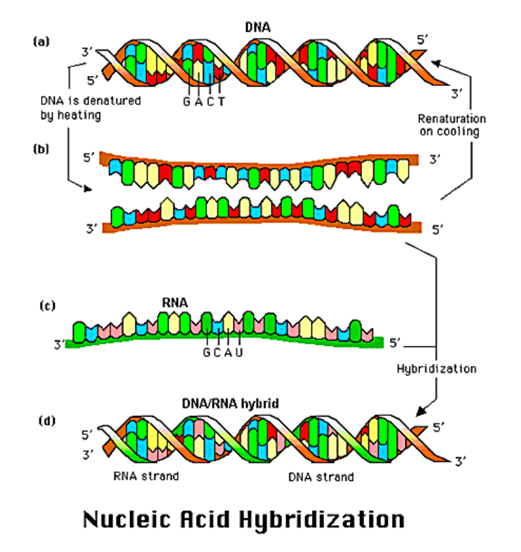 DNA
(a)
3'
5'
5'
3'
G A C T
DNA is denatured
by heating
Renaturation
on cooling
(b)
5'
3'
3'
5'
(c)
RNA
3'
5'
G C A U
Hybridization
(d)
DNA/RNA hybrid
5'
3'
5'
3'
RNA strand
DNA strand
Nucleic Acid Hybridization